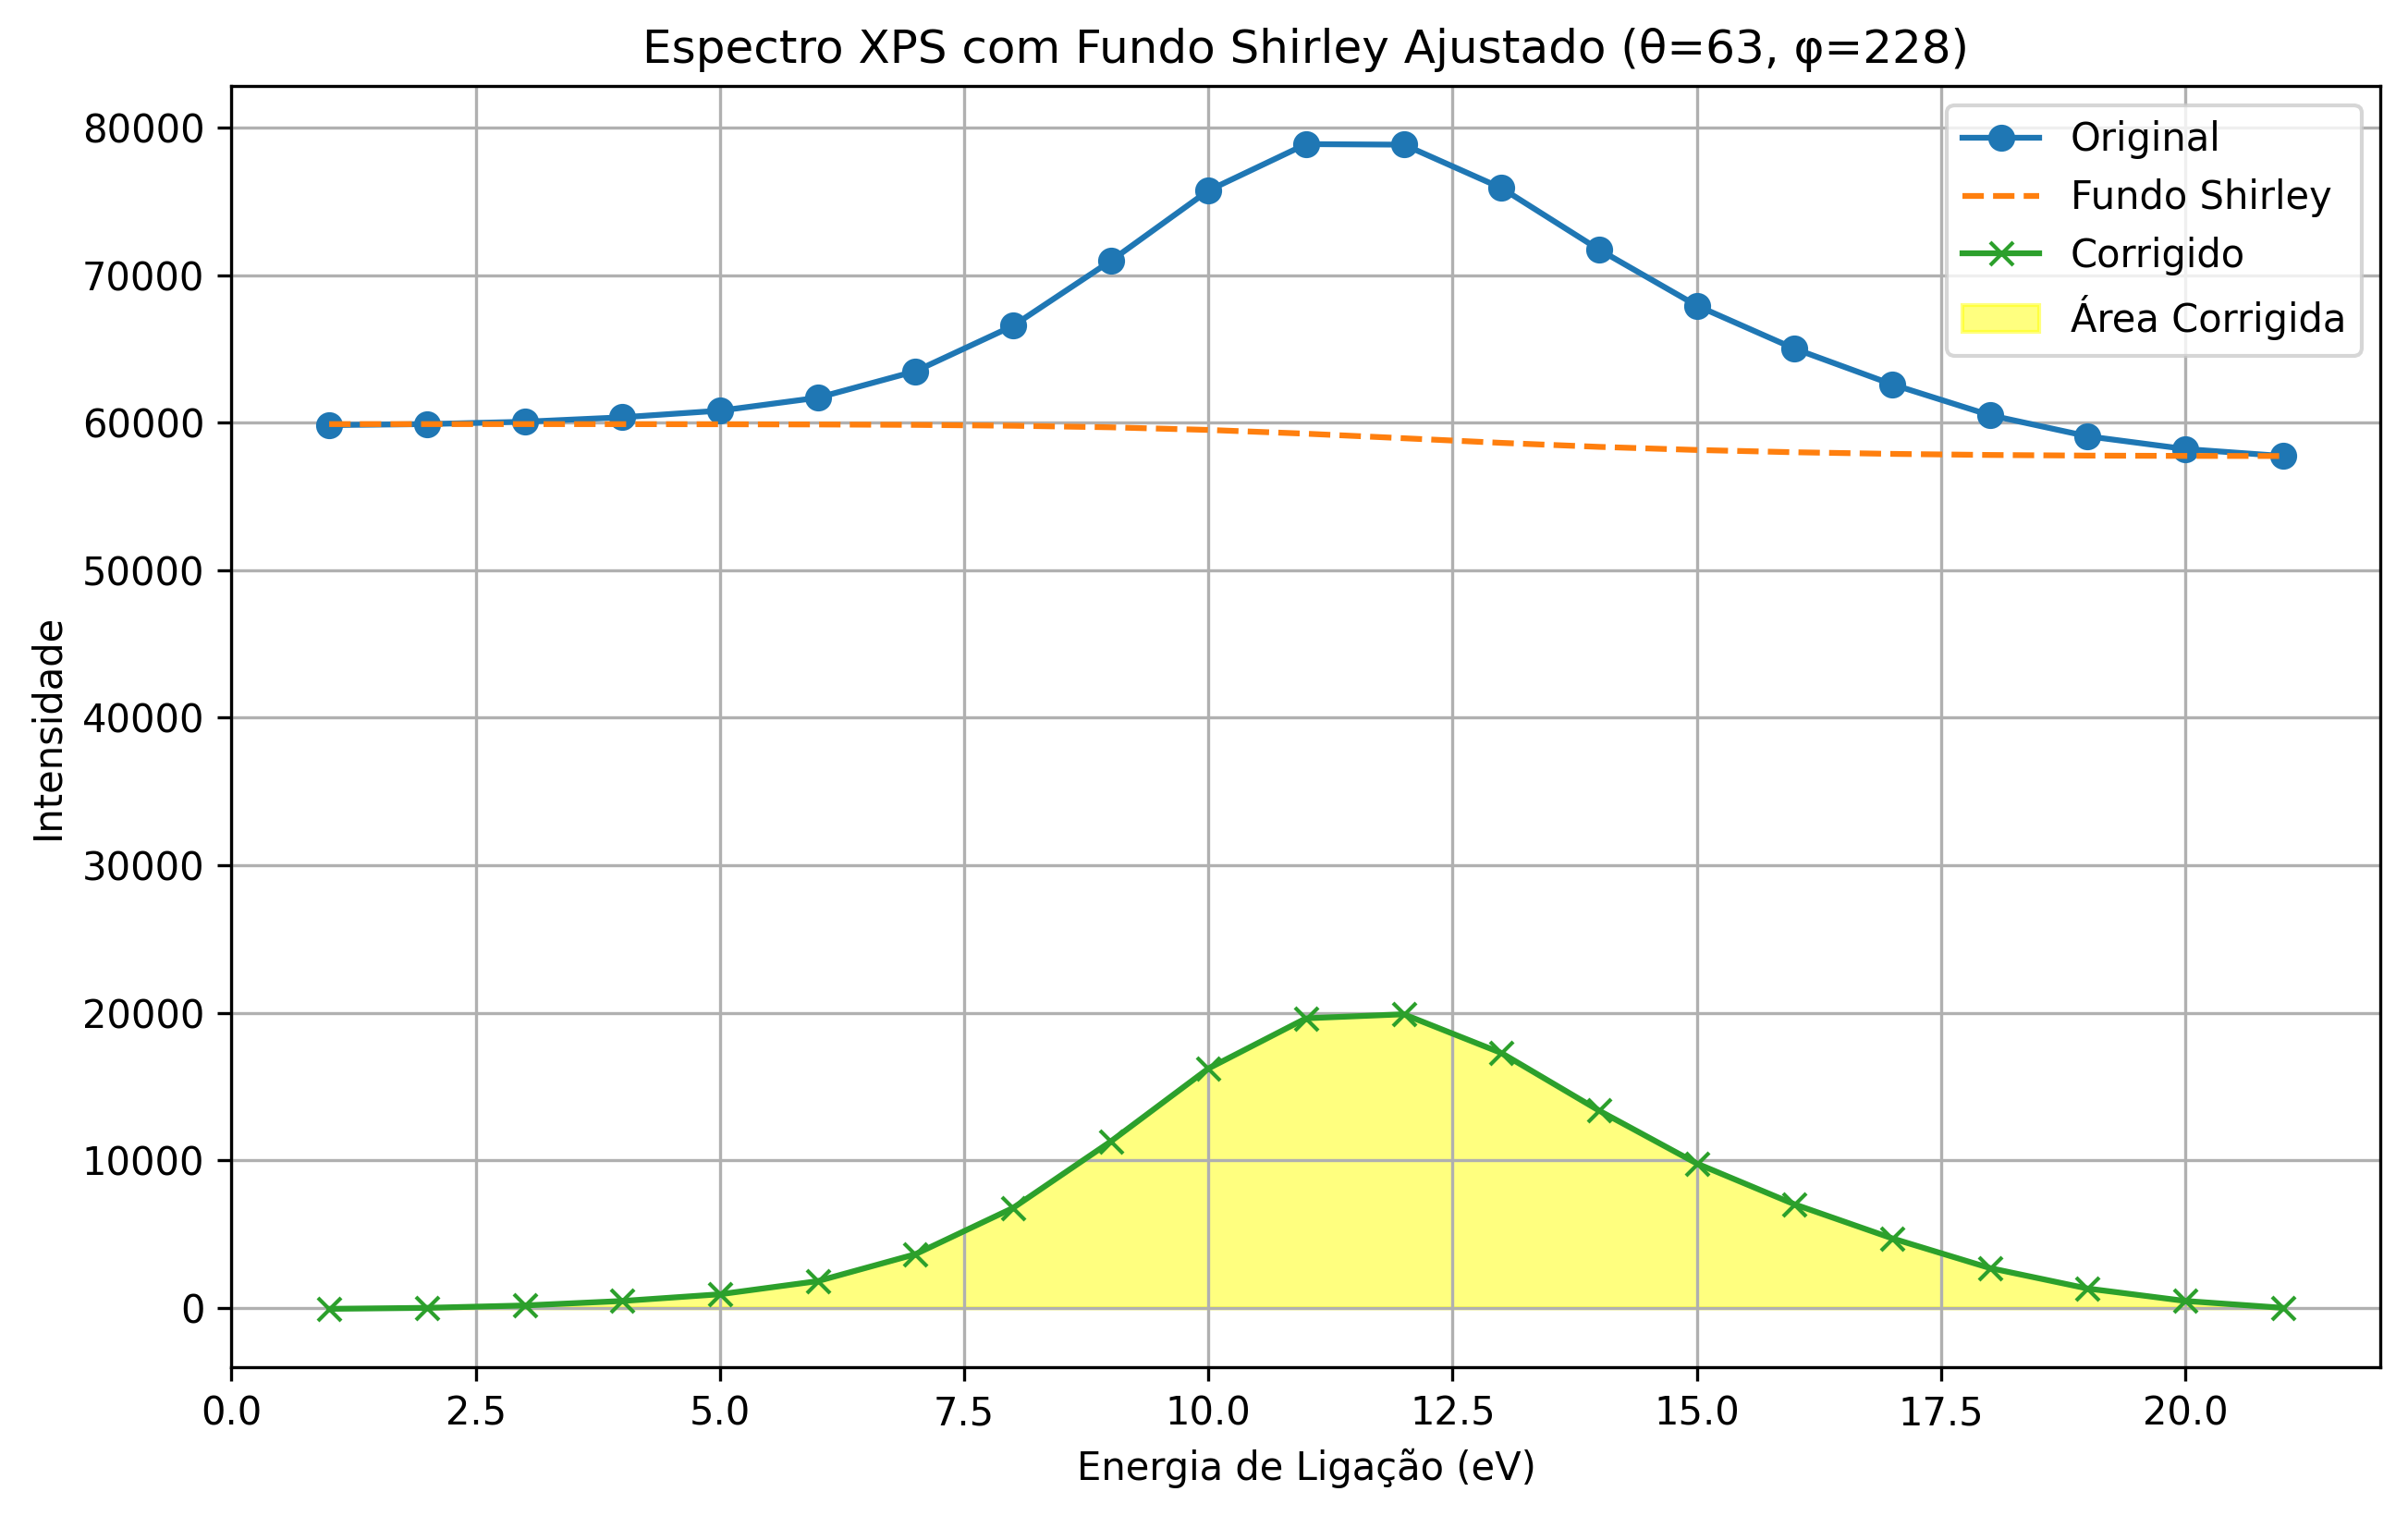 Espectro XPS com Fundo Shirley Ajustado (θ=63, φ=228)
Original
Fundo Shirley
Corrigido
Área Corrigida
80000
70000
60000
50000
40000
30000
20000
10000
0
Intensidade
0.0 2.5 5.0 7.5 10.0 12.5 15.0 17.5 20.0
Energia de Ligação (eV)